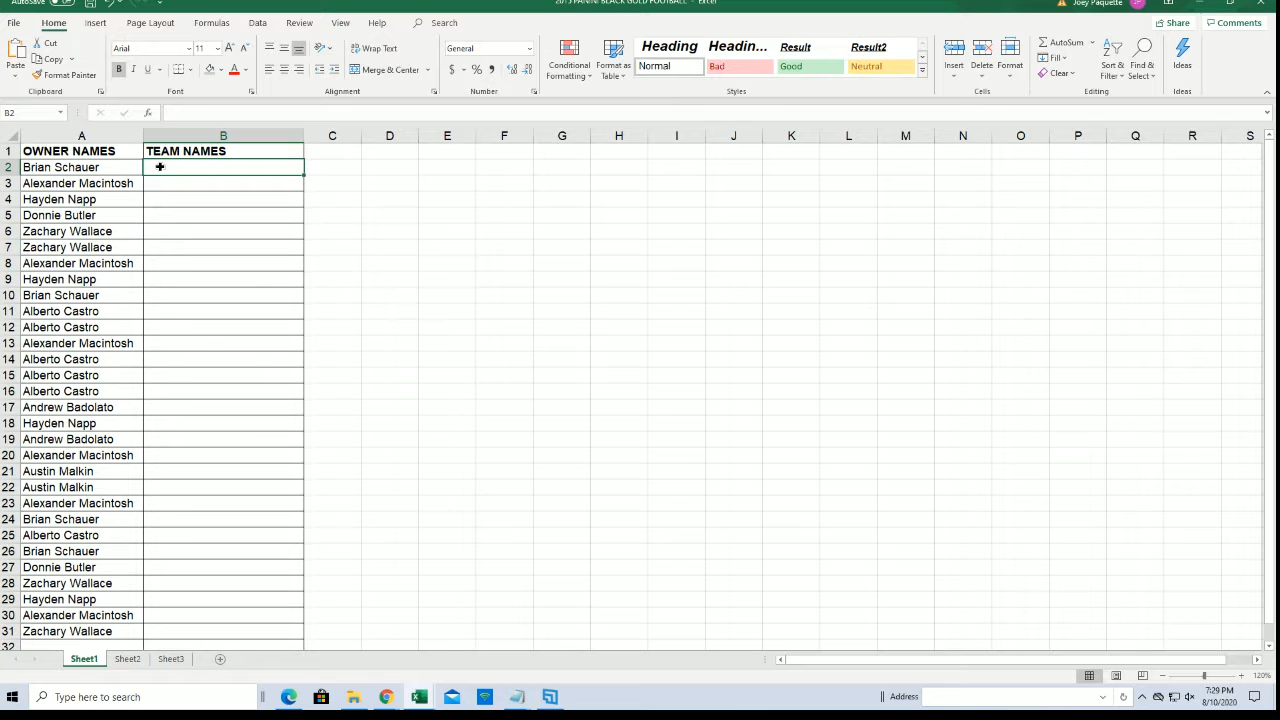 AutoSave
2015 PANINI BLACK GOLD FOOTBALL - Excel
Joey Paquette
JP
File Home Insert Page Layout Formulas Data Review View Help Search
Share Comments
Paste
Cut
Copy
Format Painter
Clipboard
Arial 11
B I U
Font
Wrap Text
Merge & Center
Alignment
General
$ % ,
Number
Conditional Formatting
Format as Table
Heading Headin... Result Result2
Normal Bad Good Neutral
Styles
Insert Delete Format
Cells
AutoSum
Fill
Clear
Sort & Filter
Find & Select
Editing
Ideas
Ideas
B2
fx
A B C D E F G H I J K L M N O P Q R S
1 OWNER NAMES TEAM NAMES
2 Brian Schauer
3 Alexander Macintosh
4 Hayden Napp
5 Donnie Butler
6 Zachary Wallace
7 Zachary Wallace
8 Alexander Macintosh
9 Hayden Napp
10 Brian Schauer
11 Alberto Castro
12 Alberto Castro
13 Alexander Macintosh
14 Alberto Castro
15 Alberto Castro
16 Alberto Castro
17 Andrew Badolato
18 Hayden Napp
19 Andrew Badolato
20 Alexander Macintosh
21 Austin Malkin
22 Austin Malkin
23 Alexander Macintosh
24 Brian Schauer
25 Alberto Castro
26 Brian Schauer
27 Donnie Butler
28 Zachary Wallace
29 Hayden Napp
30 Alexander Macintosh
31 Zachary Wallace
32
Sheet1 Sheet2 Sheet3
120%
Type here to search
Address
7:29 PM
8/10/2020